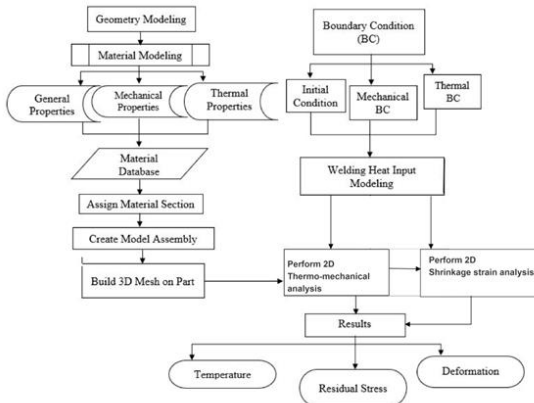 Geometry Modeling
Material Modeling
General
Properties
Mechanical
Properties
Thermal
Properties
Material
Database
Assign Material Section
Create Model Assembly
Build 3D Mesh on Part
Boundary Condition
(BC)
Initial
Condition
Mechanical
BC
Thermal
BC
Welding Heat Input
Modeling
Perform 2D
Thermo-mechanical
analysis
Perform 2D
Shrinkage strain analysis
Results
Temperature
Residual Stress
Deformation